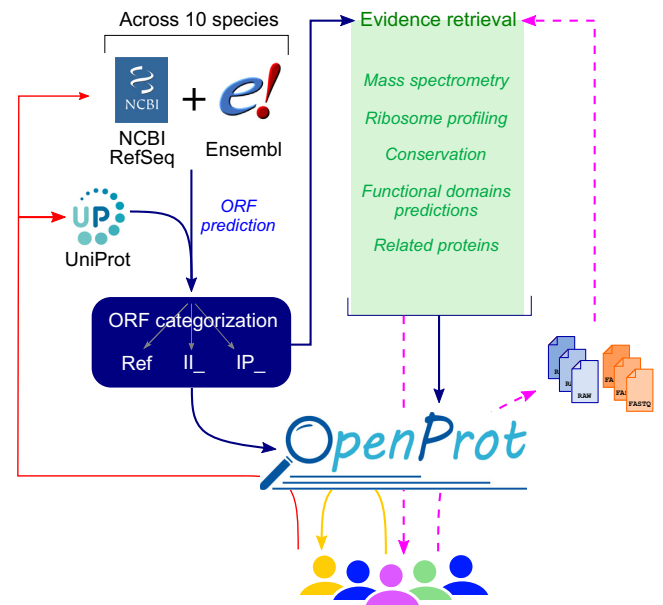 Across 10 species
NCBI
+
e!
NCBI
RefSeq
Ensembl
ORF
prediction
UP
UniProt
ORF categorization
Ref II_ IP_
Evidence retrieval
Mass spectrometry
Ribosome profiling
Conservation
Functional domains
predictions
Related proteins
RAW
FASTQ
OpenProt